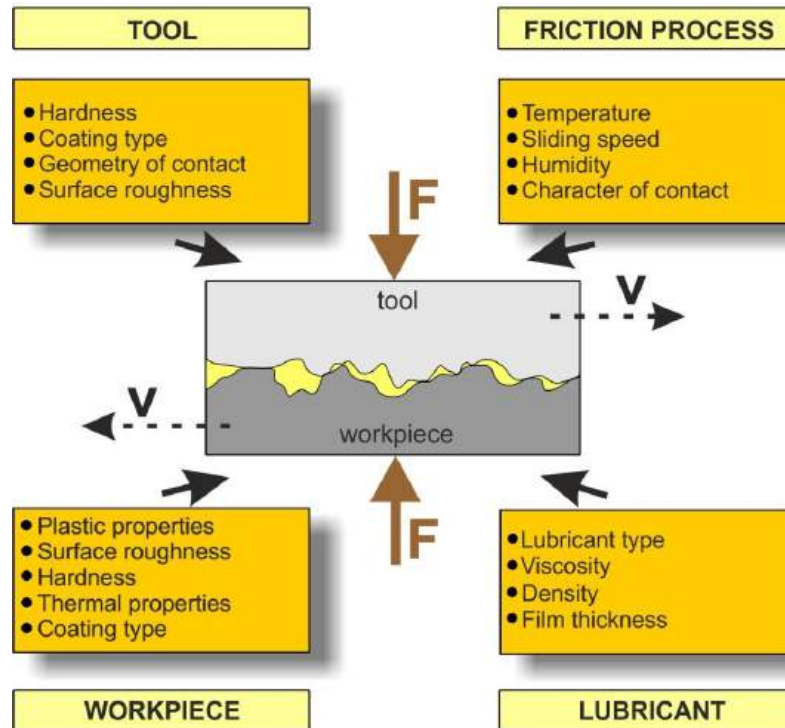 TOOL
FRICTION PROCESS
● Hardness
● Coating type
● Geometry of contact
● Surface roughness
● Temperature
● Sliding speed
● Humidity
● Character of contact
F
tool
V
V
workpiece
F
● Plastic properties
● Surface roughness
● Hardness
● Thermal properties
● Coating type
● Lubricant type
● Viscosity
● Density
● Film thickness
WORKPIECE
LUBRICANT